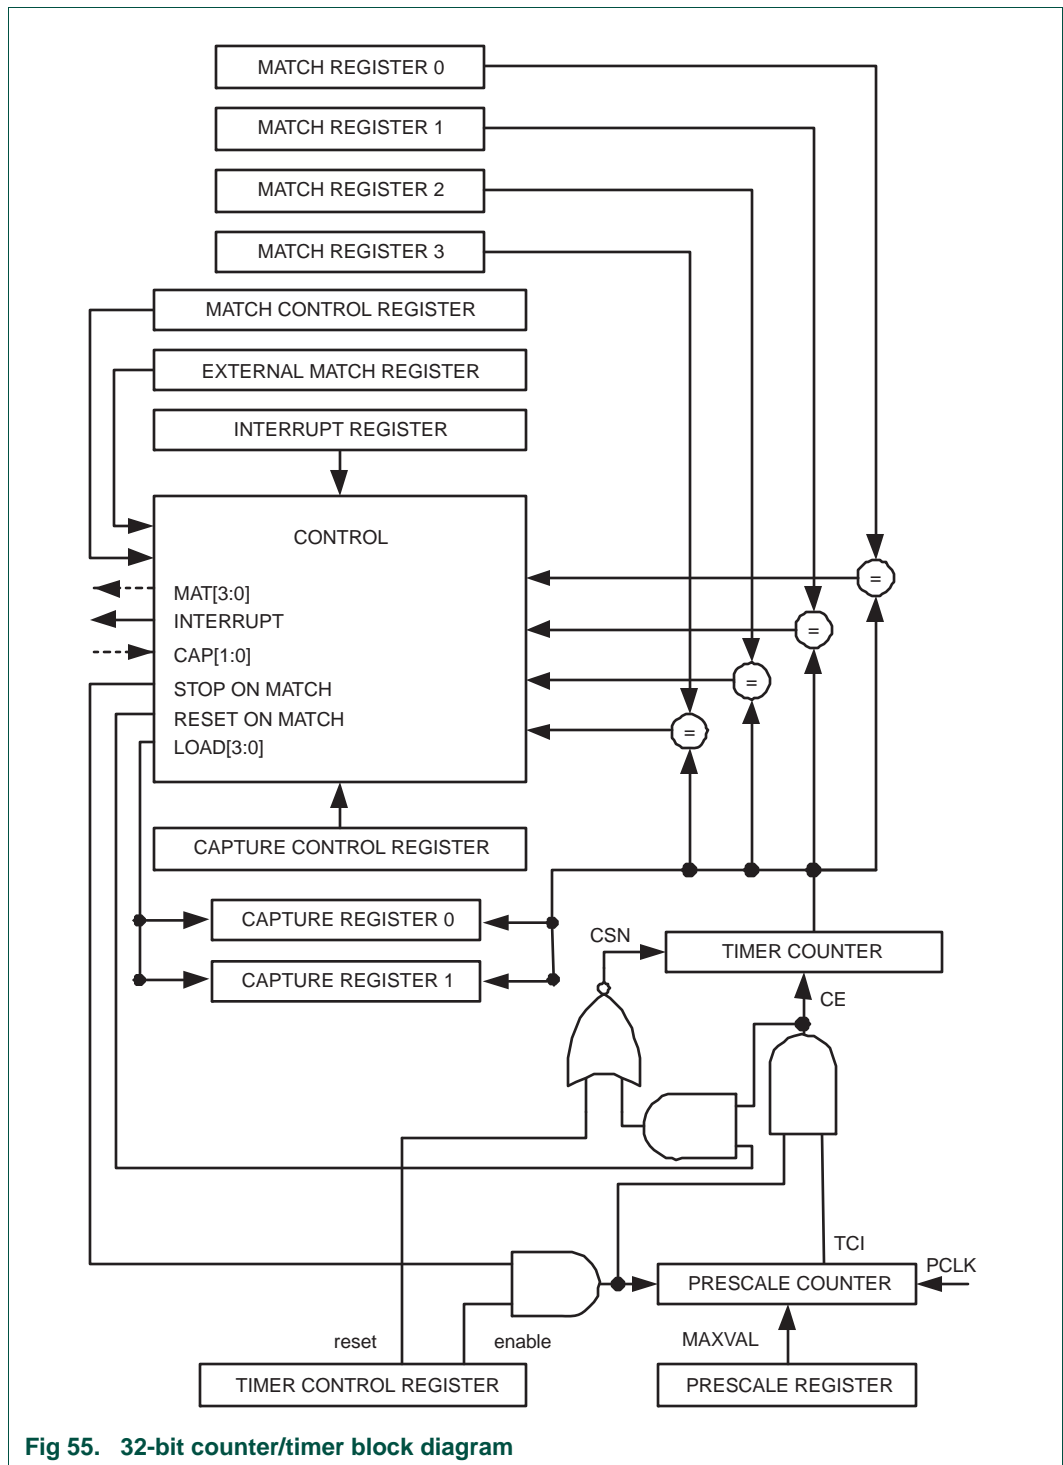 MATCH REGISTER 0
MATCH REGISTER 1
MATCH REGISTER 2
MATCH REGISTER 3
MATCH CONTROL REGISTER
EXTERNAL MATCH REGISTER
INTERRUPT REGISTER
CONTROL
=
=
=
=
MAT[3:0]
INTERRUPT
CAP[1:0]
STOP ON MATCH
RESET ON MATCH
LOAD[3:0]
CAPTURE CONTROL REGISTER
CAPTURE REGISTER 0
CAPTURE REGISTER 1
CSN
TIMER COUNTER
CE
TCI
PCLK
PRESCALE COUNTER
reset
enable
MAXVAL
TIMER CONTROL REGISTER
PRESCALE REGISTER
Fig 55. 32-bit counter/timer block diagram